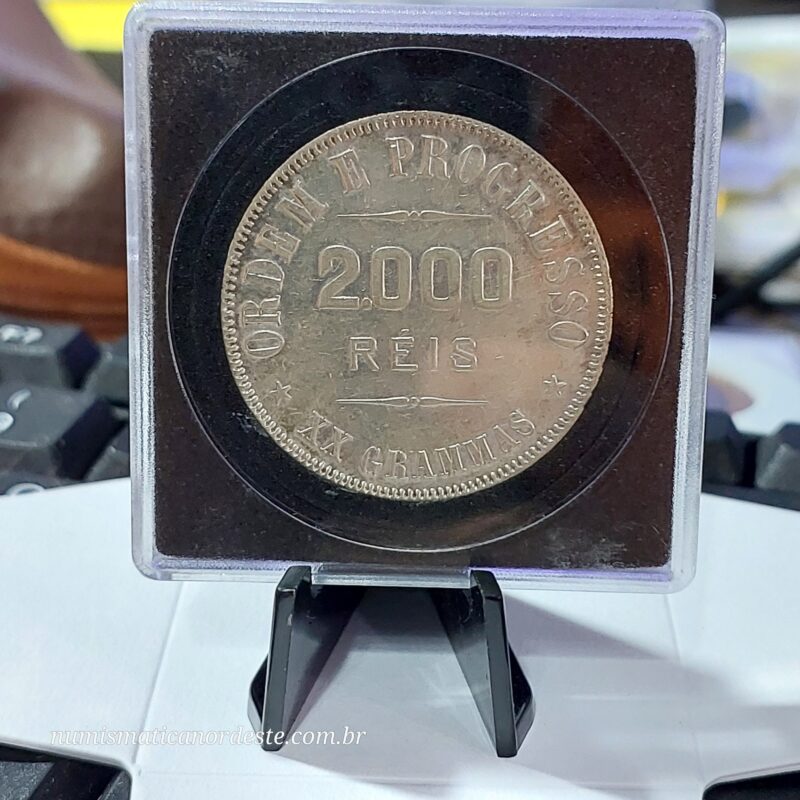 ORDEM E PROGRESSO
2.000
RÉIS
XX GRAMMAS
numismaticanordeste.com.br